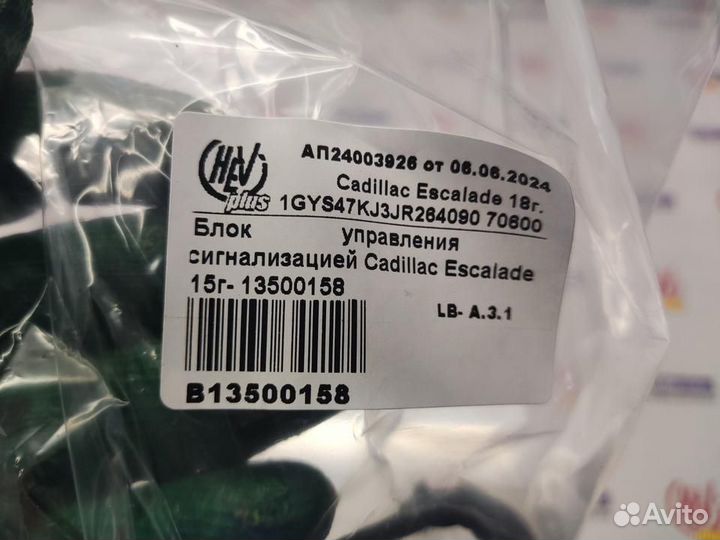 CHEVI
plus
АП24003926 от 06.06.2024
Cadillac Escalade 18г.
1GYS47KJ3JR264090 70600
Блок управления
сигнализацией Cadillac Escalade
15г- 13500158
LB- A.3.1
B13500158
Avito